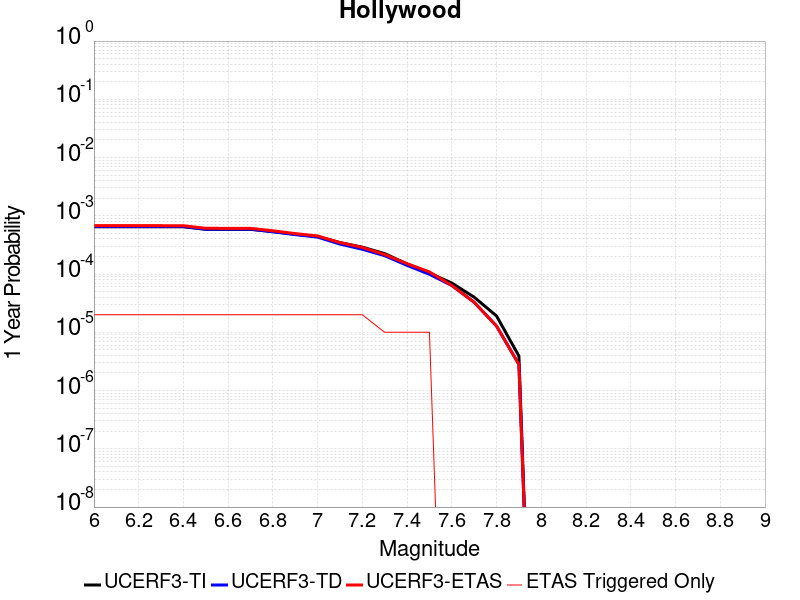 Hollywood
10^0
10^-1
10^-2
10^-3
10^-4
10^-5
10^-6
10^-7
10^-8
1 Year Probability
6 6.2 6.4 6.6 6.8 7 7.2 7.4 7.6 7.8 8 8.2 8.4 8.6 8.8 9
Magnitude
UCERF3-TI UCERF3-TD UCERF3-ETAS ETAS Triggered Only